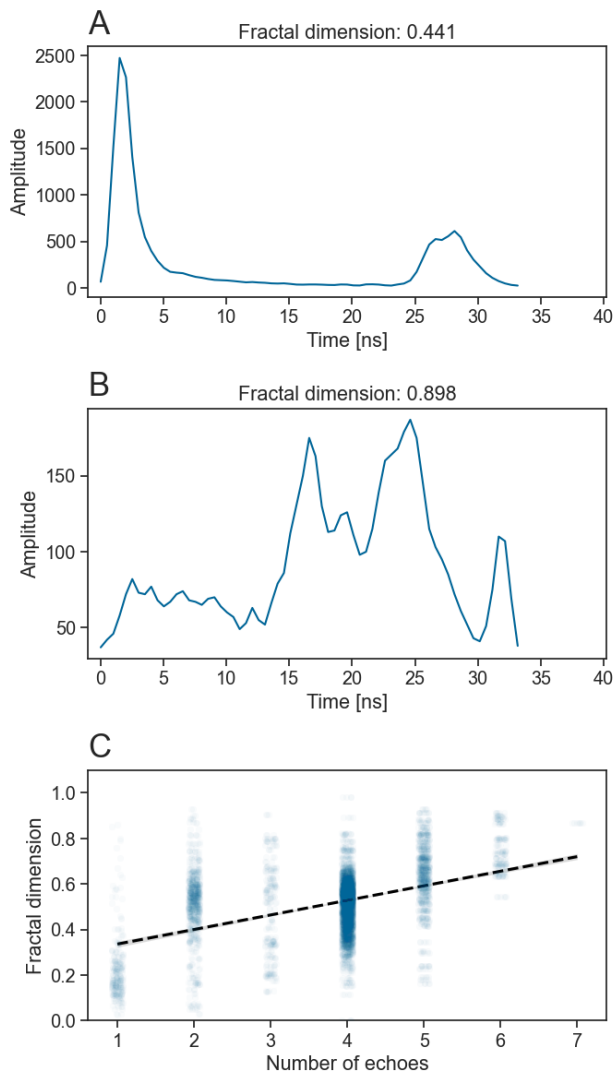 A
Fractal dimension: 0.441
2500
2000
1500
1000
500
0
Amplitude
0 5 10 15 20 25 30 35 40
Time [ns]
B
Fractal dimension: 0.898
150
100
50
Amplitude
0 5 10 15 20 25 30 35 40
Time [ns]
C
1.0
0.8
0.6
0.4
0.2
0.0
Fractal dimension
1 2 3 4 5 6 7
Number of echoes